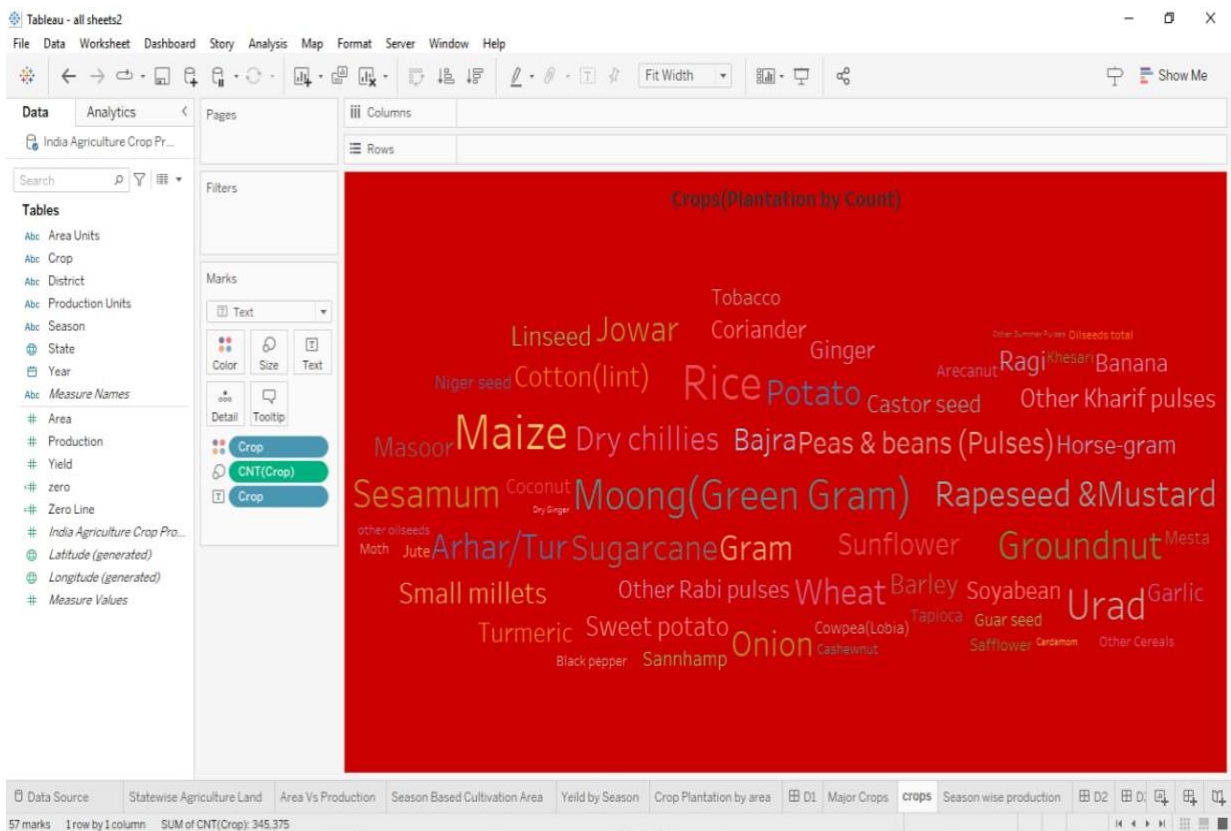 Tableau - all sheets2
File Data Worksheet Dashboard Story Analysis Map Format Server Window Help
Fit Width
Show Me
Data Analytics
India Agriculture Crop Pr...
Search
Tables
Abc Area Units
Abc Crop
Abc District
Abc Production Units
Abc Season
State
Year
Abc Measure Names
# Area
# Production
# Yield
# zero
# Zero Line
# India Agriculture Crop Pro...
Latitude (generated)
Longitude (generated)
# Measure Values
Pages
Filters
Marks
Text
Color Size Text
Detail Tooltip
Crop
CNT(Crop)
Crop
Columns
Rows
Crops(Plantation by Count)
Tobacco
Linseed Jowar Coriander Other Summer Pulses Oilseeds total
Ginger Arecanut Ragi Khesari Banana
Niger seed Cotton(lint) Rice Potato Castor seed Other Kharif pulses
Masoor Maize Dry chillies Bajra Peas & beans (Pulses) Horse-gram
Sesamum Coconut Dry Ginger Moong(Green Gram) Rapeseed &Mustard
other oilseeds
Moth Jute Arhar/Tur Sugarcane Gram Sunflower Groundnut Mesta
Small millets Other Rabi pulses Wheat Barley Soyabean Urad Garlic
Turmeric Sweet potato Onion Cowpea(Lobia) Tapioca Guar seed
Black pepper Sannhamp Cashewnut Safflower Cardamom Other Cereals
Data Source Statewise Agriculture Land Area Vs Production Season Based Cultivation Area Yeild by Season Crop Plantation by area D1 Major Crops crops Season wise production D2 D
57 marks 1 row by 1 column SUM of CNT(Crop): 345,375